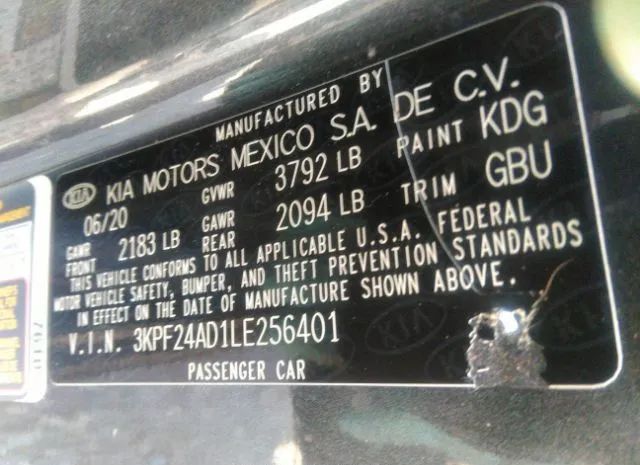 MANUFACTURED BY
KIA KIA MOTORS MEXICO S.A. DE C.V.
06/20 GVWR 3792 LB PAINT KDG
GAWR FRONT 2183 LB GAWR REAR 2094 LB TRIM GBU
THIS VEHICLE CONFORMS TO ALL APPLICABLE U.S.A. FEDERAL
MOTOR VEHICLE SAFETY, BUMPER, AND THEFT PREVENTION STANDARDS
IN EFFECT ON THE DATE OF MANUFACTURE SHOWN ABOVE.
V.I.N. 3KPF24AD1LE256401
PASSENGER CAR